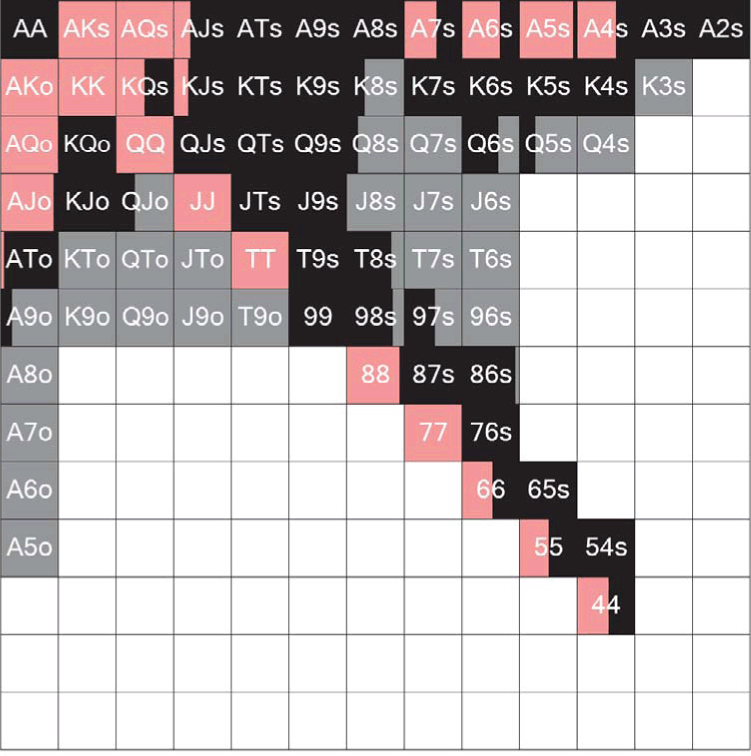 AA AKs AQs AJs ATs A9s A8s A7s A6s A5s A4s A3s A2s
AKo KK KQs KJs KTs K9s K8s K7s K6s K5s K4s K3s
AQo KQo QQ QJs QTs Q9s Q8s Q7s Q6s Q5s Q4s
AJo KJo QJo JJ JTs J9s J8s J7s J6s
ATo KTo QTo JTo TT T9s T8s T7s T6s
A9o K9o Q9o J9o T9o 99 98s 97s 96s
A8o 88 87s 86s
A7o 77 76s
A6o 66 65s
A5o 55 54s
44